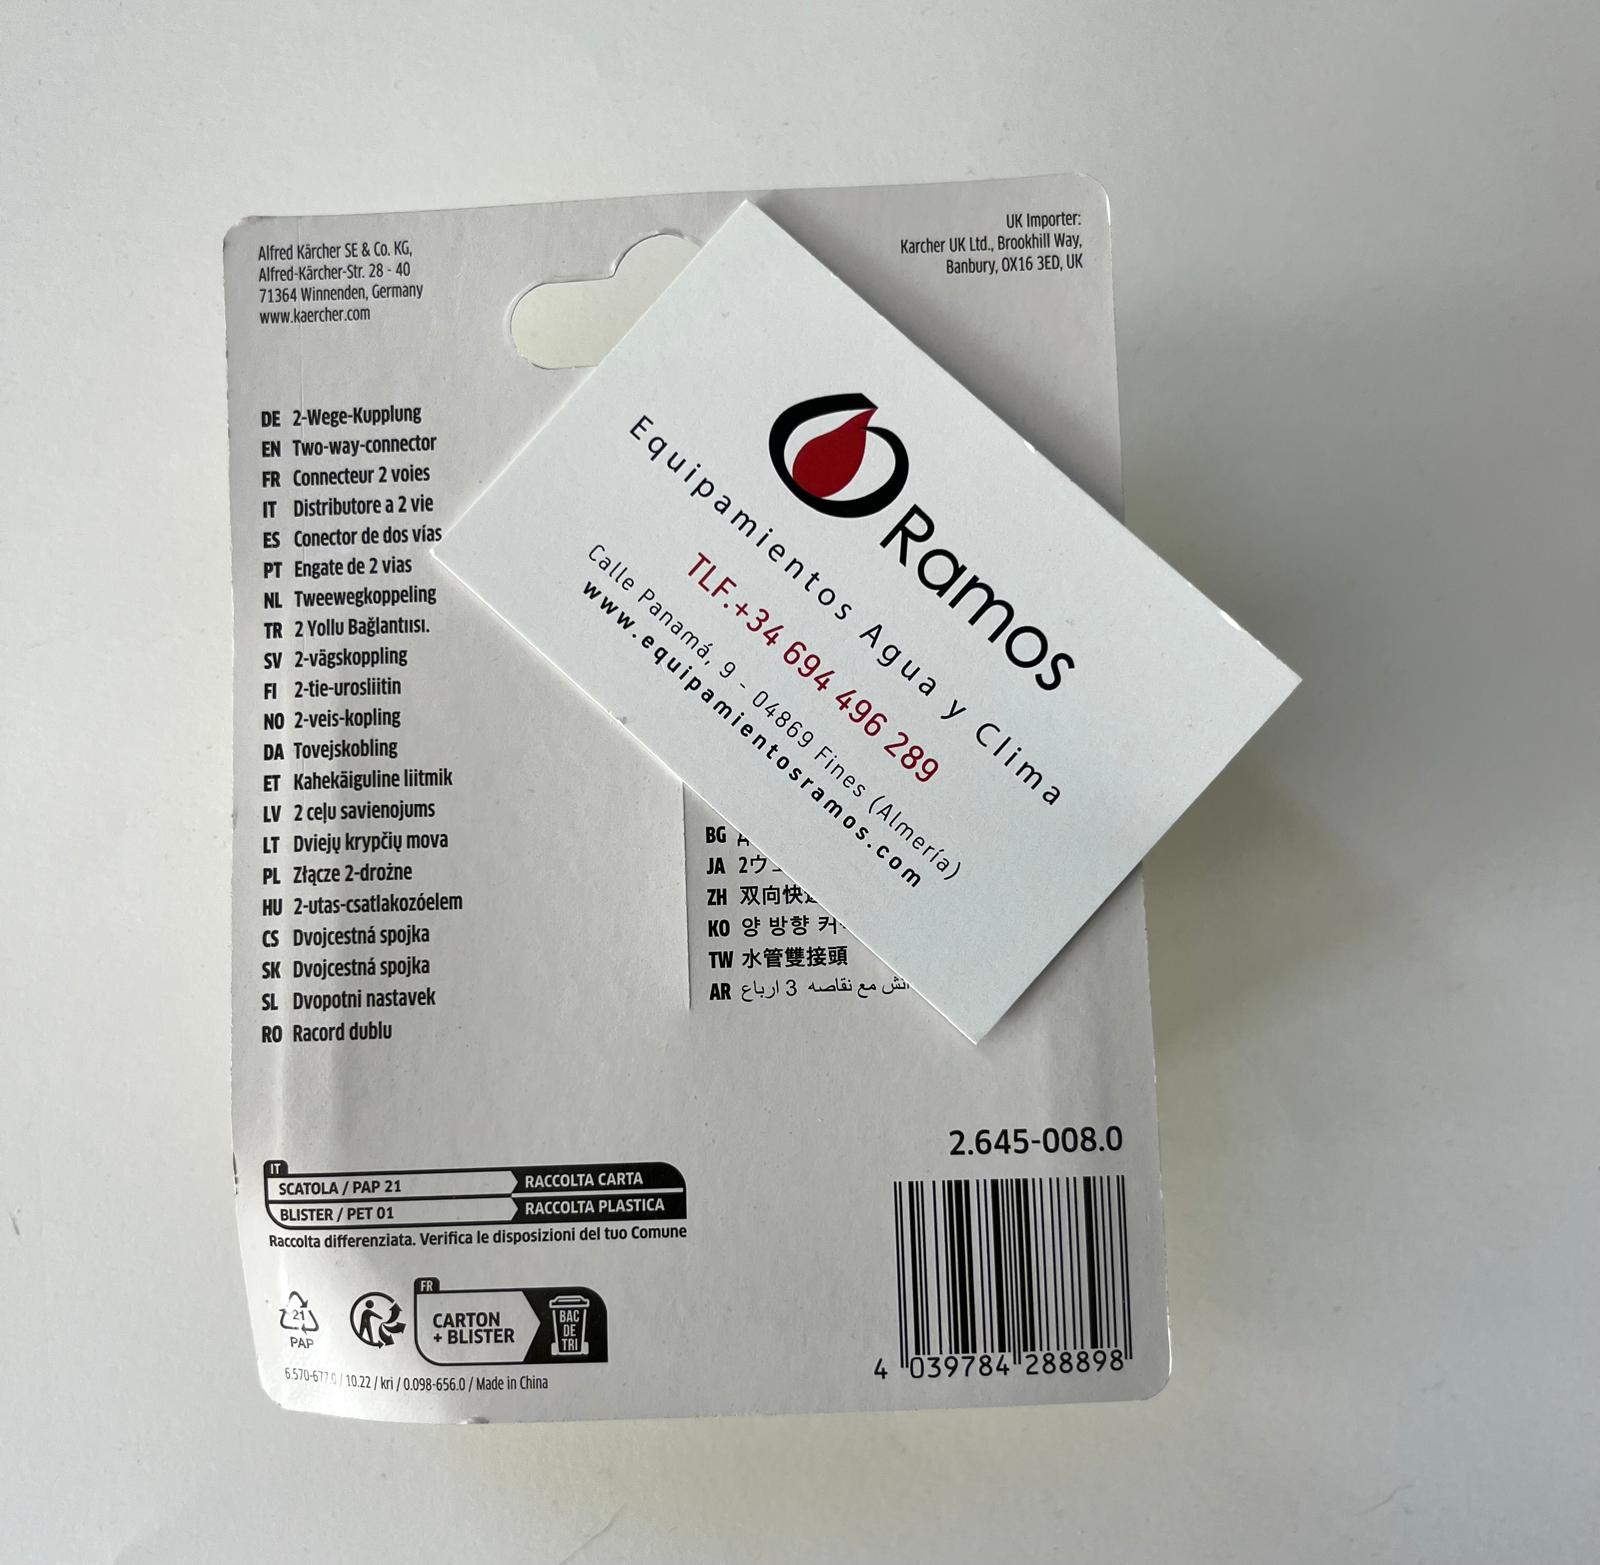 Alfred Kärcher SE & Co. KG,
Alfred-Kärcher-Str. 28 - 40
71364 Winnenden, Germany
www.kaercher.com
UK Importer:
Karcher UK Ltd., Brookhill Way,
Banbury, OX16 3ED, UK
DE 2-Wege-Kupplung
EN Two-way-connector
FR Connecteur 2 voies
IT Distributore a 2 vie
ES Conector de dos vías
PT Engate de 2 vias
NL Tweewegkoppeling
TR 2 Yollu Bağlantıısı.
SV 2-vägskoppling
FI 2-tie-urosliitin
NO 2-veis-kopling
DA Tovejskobling
ET Kahekäiguline liitmik
LV 2 ceļu savienojums
LT Dviejų krypčių mova
PL Złącze 2-drożne
HU 2-utas-csatlakozóelem
CS Dvojcestná spojka
SK Dvojcestná spojka
SL Dvopotni nastavek
RO Racord dublu
Ramos
Equipamientos Agua y Clima
TLF.+34 694 496 289
Calle Panamá, 9 - 04869 Fines (Almería)
www.equipamientosramos.com
BG
JA 2ウ
ZH 双向快
KO 양 방향 커
TW 水管雙接頭
AR مع نقاصه 3 ارباع
2.645-008.0
4 039784 288898
IT
SCATOLA / PAP 21 RACCOLTA CARTA
BLISTER / PET 01 RACCOLTA PLASTICA
Raccolta differenziata. Verifica le disposizioni del tuo Comune
21
PAP
FR
CARTON
+ BLISTER
BAC
DE
TRI
6.570-677.0 / 10.22 / kri / 0.098-656.0 / Made in China